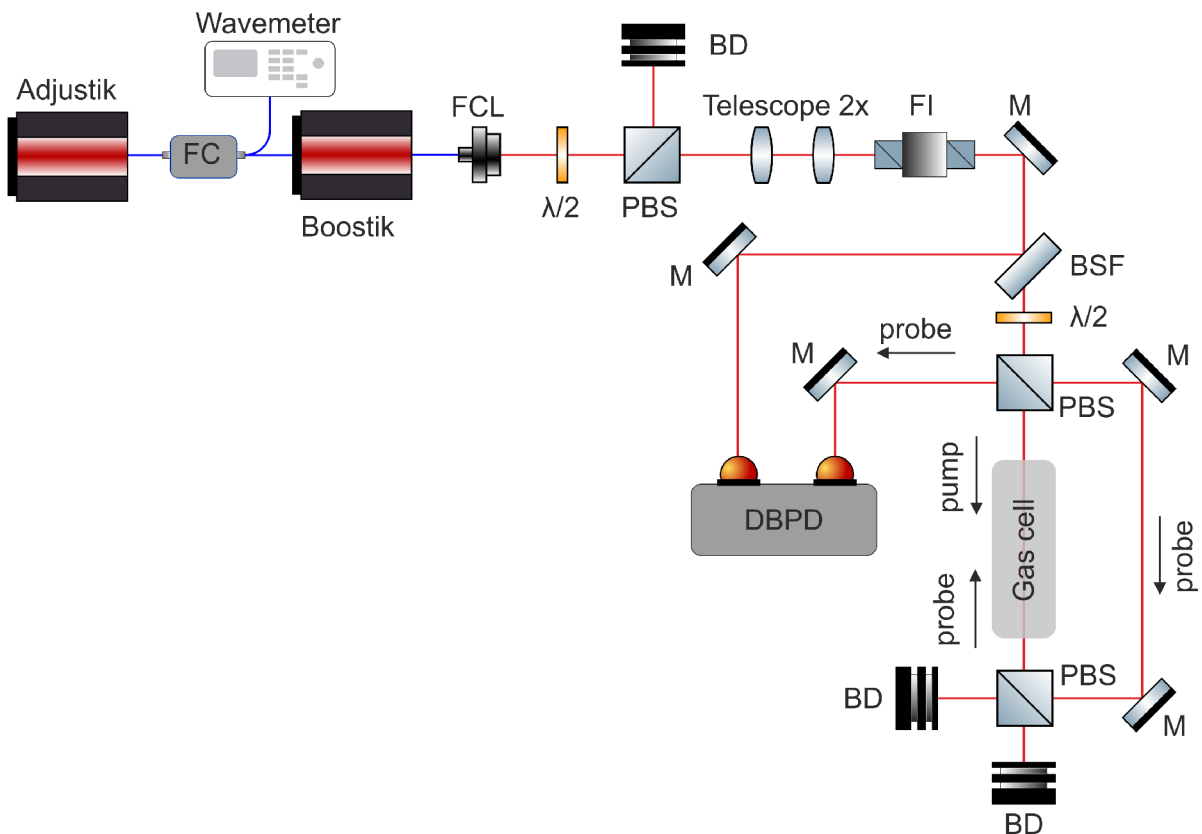 Wavemeter
BD
Adjustik
FCL
Telescope 2x
FI
M
FC
λ/2
PBS
Boostik
M
BSF
λ/2
probe
M
M
PBS
pump
Gas cell
DBPD
probe
probe
PBS
BD
M
BD